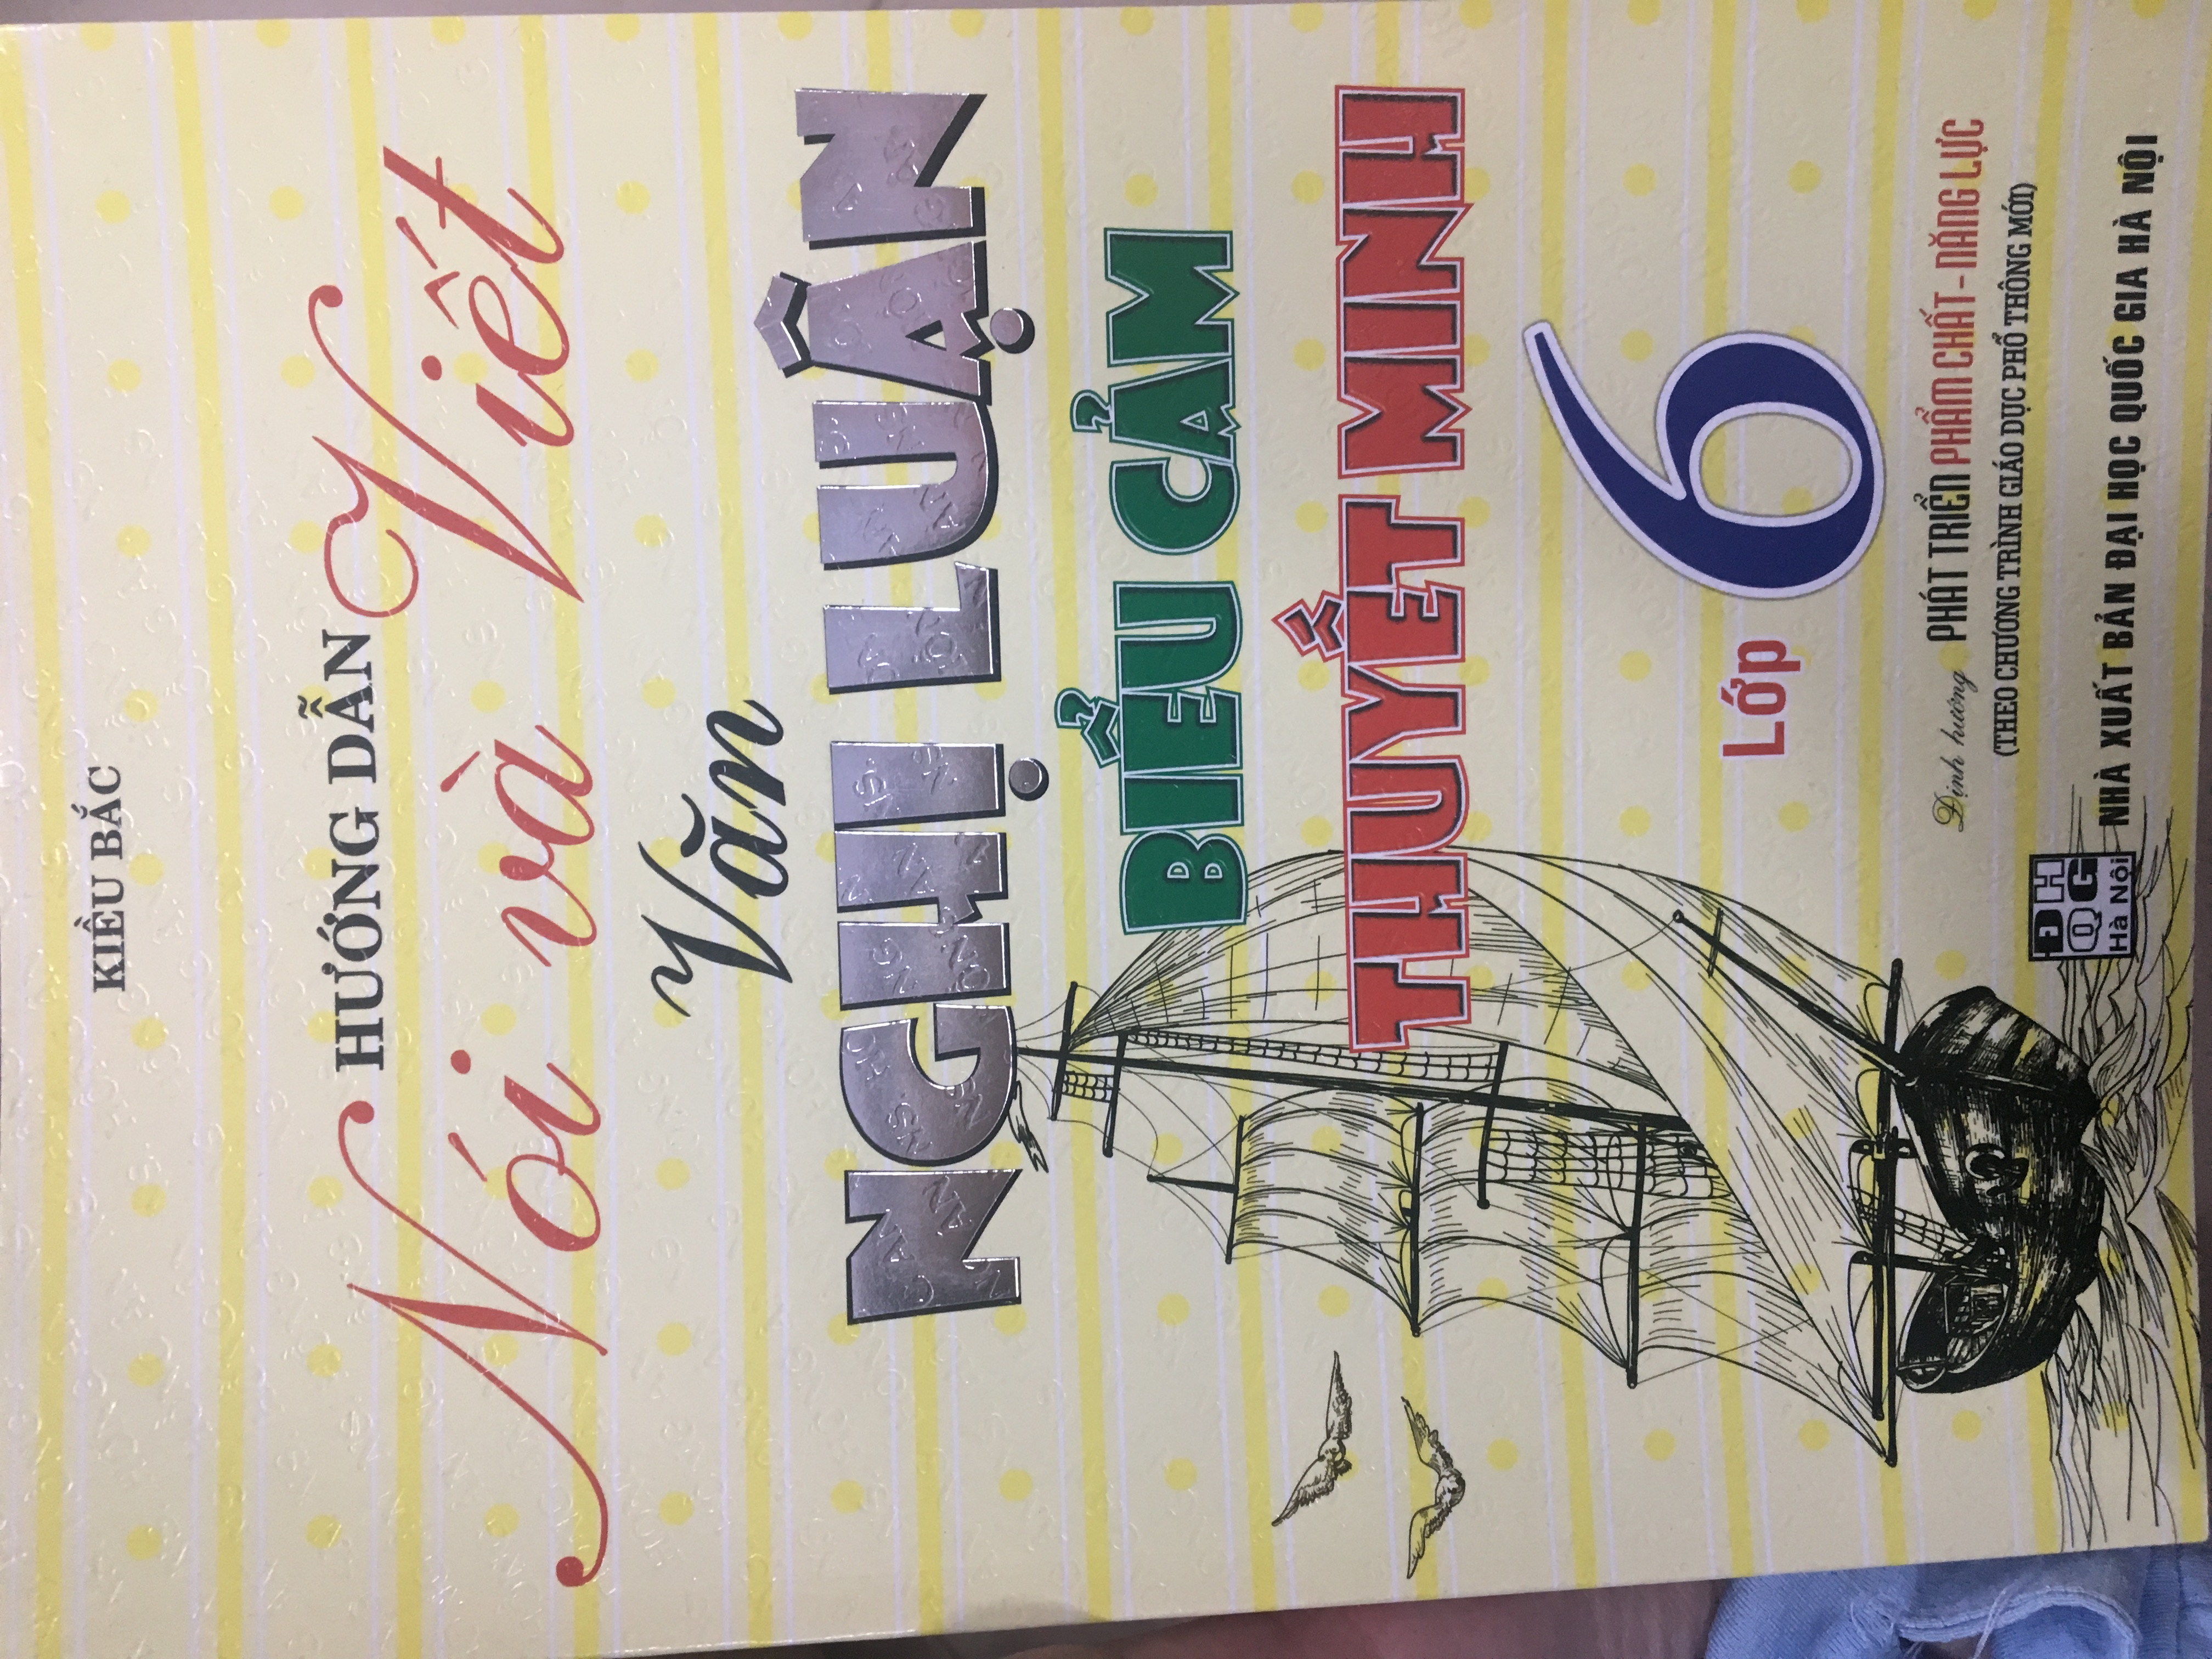 KIỀU BẮC
HƯỚNG DẪN
Nói và Viết
Văn
NGHỊ LUẬN
BIỂU CẢM
THUYẾT MINH
Lớp 6
Định hướng PHÁT TRIỂN PHẨM CHẤT-NĂNG LỰC
(THEO CHƯƠNG TRÌNH GIÁO DỤC PHỔ THÔNG MỚI)
ĐH
QG
Hà Nội
NHÀ XUẤT BẢN ĐẠI HỌC QUỐC GIA HÀ NỘI